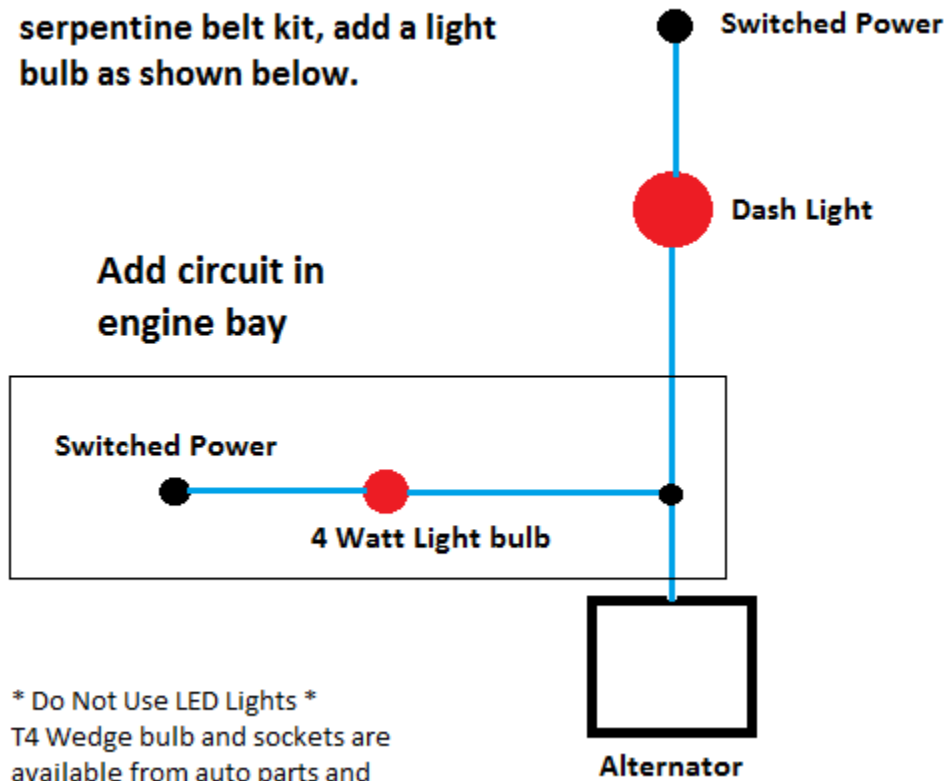 serpentine belt kit, add a light
bulb as shown below.
Switched Power
Dash Light
Add circuit in
engine bay
Switched Power
4 Watt Light bulb
* Do Not Use LED Lights *
T4 Wedge bulb and sockets are
available from auto parts and
Alternator